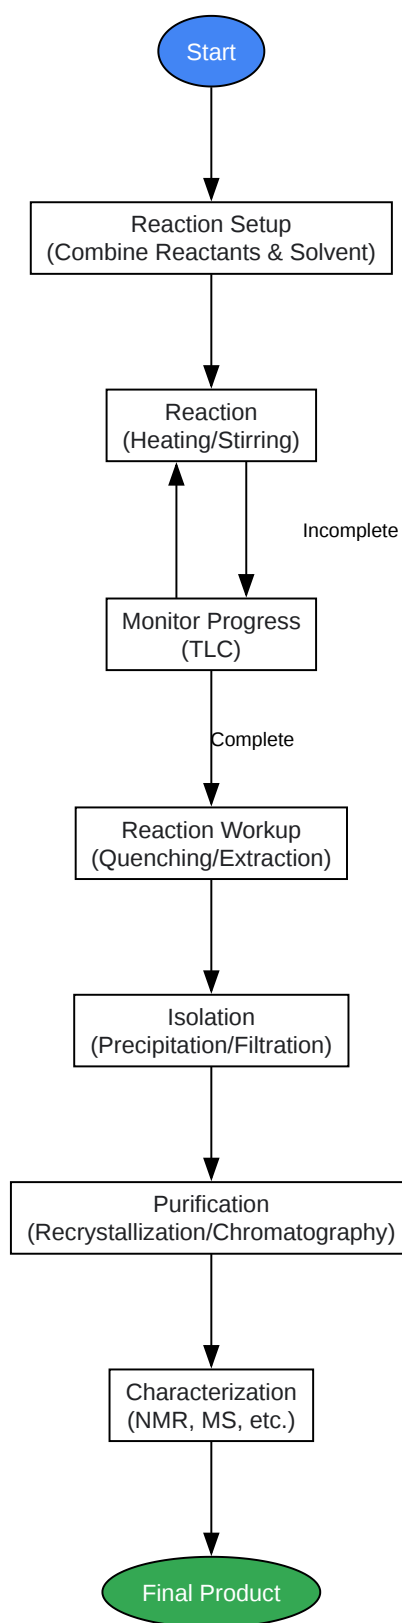 Start
Reaction Setup
(Combine Reactants & Solvent)
Reaction
(Heating/Stirring)
Incomplete
Monitor Progress
(TLC)
Complete
Reaction Workup
(Quenching/Extraction)
Isolation
(Precipitation/Filtration)
Purification
(Recrystallization/Chromatography)
Characterization
(NMR, MS, etc.)
Final Product